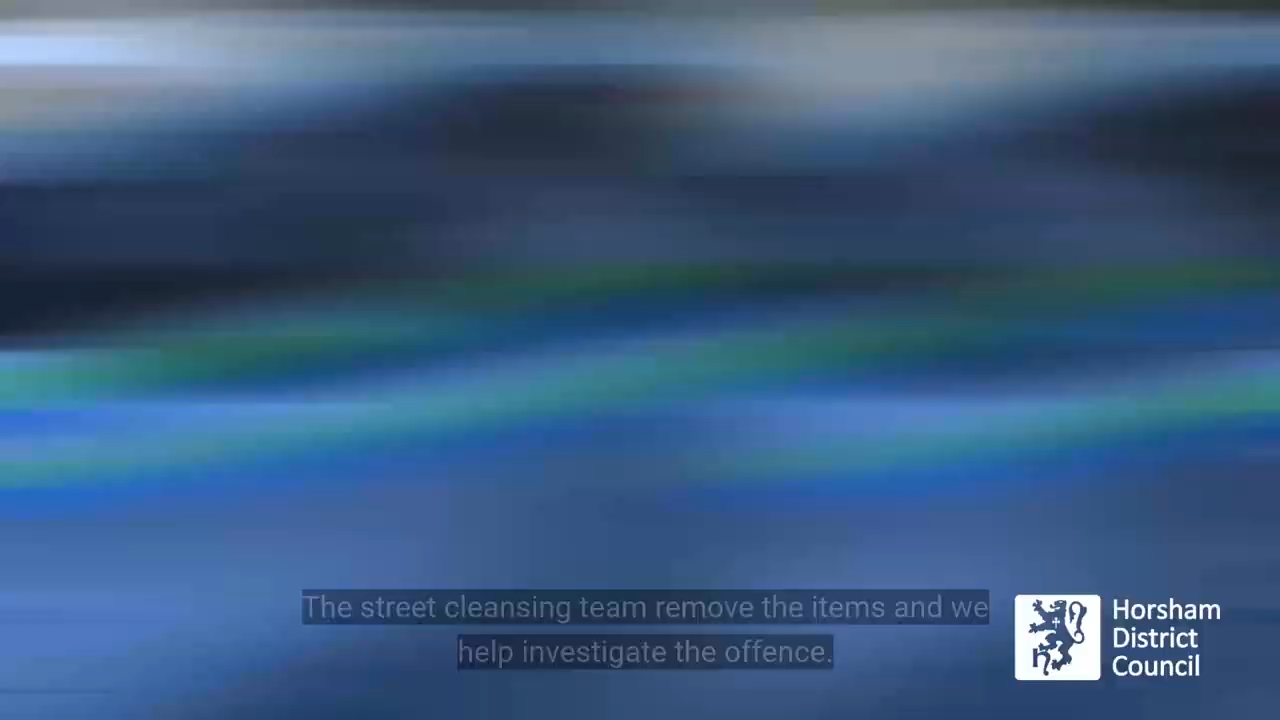 The street cleansing team remove the items and we
help investigate the offence.
Horsham
District
Council